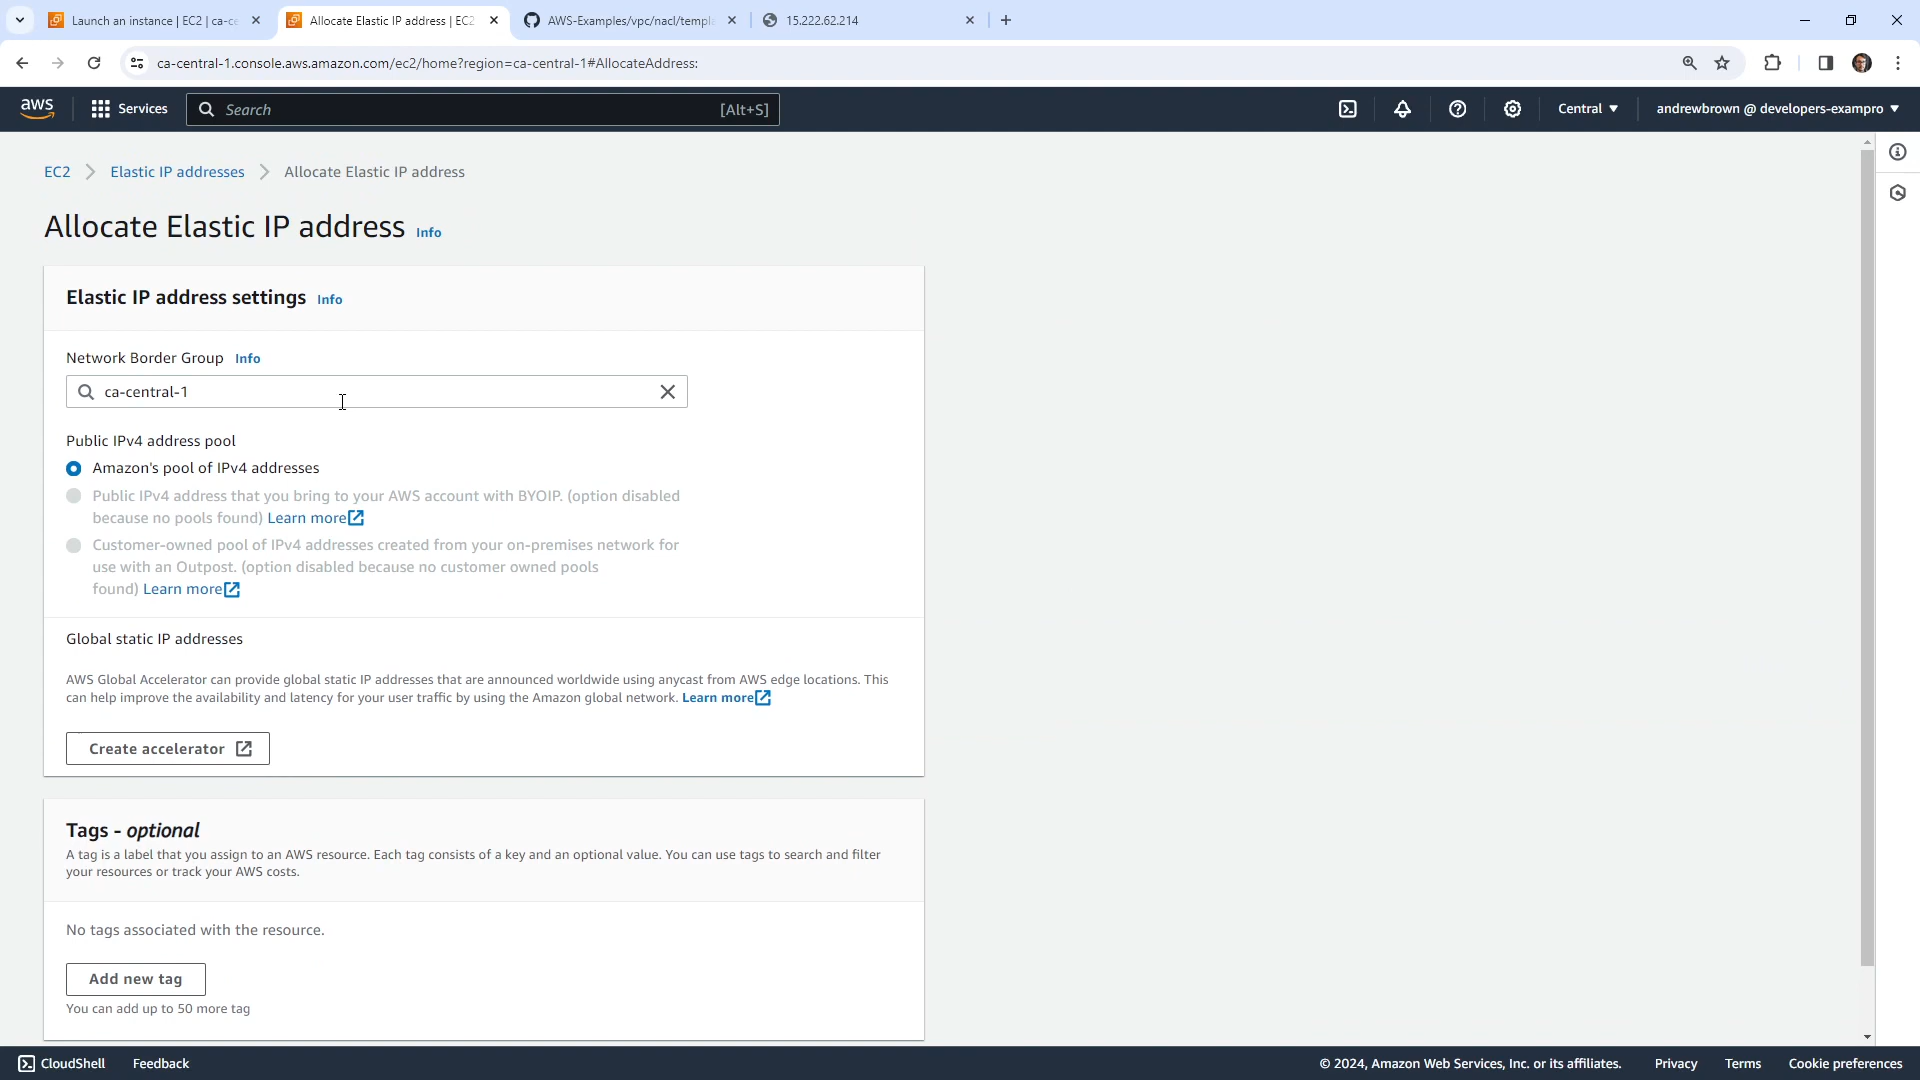 Launch an instance | EC2 | ca-ce
Allocate Elastic IP address | EC2
AWS-Examples/vpc/nacl/templa
15.222.62.214
ca-central-1.console.aws.amazon.com/ec2/home?region=ca-central-1#AllocateAddress:
aws
Services
Search
[Alt+S]
Central
andrewbrown @ developers-exampro
EC2
Elastic IP addresses
Allocate Elastic IP address
Allocate Elastic IP address Info
Elastic IP address settings Info
Network Border Group Info
ca-central-1
Public IPv4 address pool
Amazon's pool of IPv4 addresses
Public IPv4 address that you bring to your AWS account with BYOIP. (option disabled
because no pools found) Learn more
Customer-owned pool of IPv4 addresses created from your on-premises network for
use with an Outpost. (option disabled because no customer owned pools
found) Learn more
Global static IP addresses
AWS Global Accelerator can provide global static IP addresses that are announced worldwide using anycast from AWS edge locations. This
can help improve the availability and latency for your user traffic by using the Amazon global network. Learn more
Create accelerator
Tags - optional
A tag is a label that you assign to an AWS resource. Each tag consists of a key and an optional value. You can use tags to search and filter
your resources or track your AWS costs.
No tags associated with the resource.
Add new tag
You can add up to 50 more tag
CloudShell
Feedback
© 2024, Amazon Web Services, Inc. or its affiliates.
Privacy
Terms
Cookie preferences